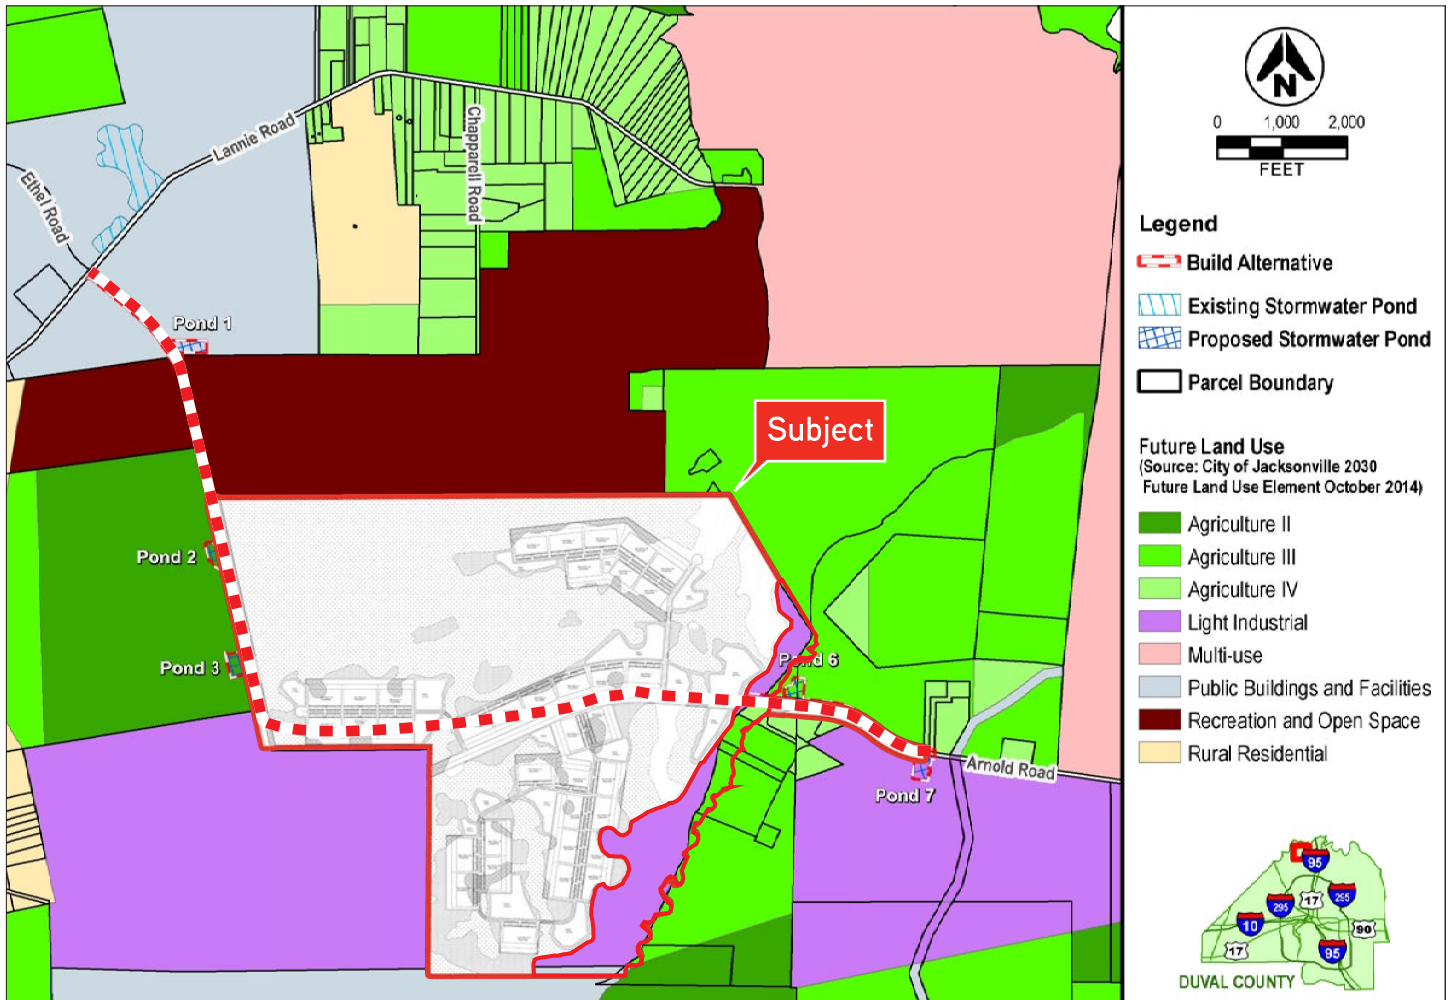 Lannie Road
Ethel Road
Chapparell Road
Pond 1
Subject
Pond 2
Pond 3
Pond 6
Arnold Road
Pond 7
N
0 1,000 2,000
FEET
Legend
Build Alternative
Existing Stormwater Pond
Proposed Stormwater Pond
Parcel Boundary
Future Land Use
(Source: City of Jacksonville 2030
Future Land Use Element October 2014)
Agriculture II
Agriculture III
Agriculture IV
Light Industrial
Multi-use
Public Buildings and Facilities
Recreation and Open Space
Rural Residential
95
295
17
295
10
90
17
95
DUVAL COUNTY